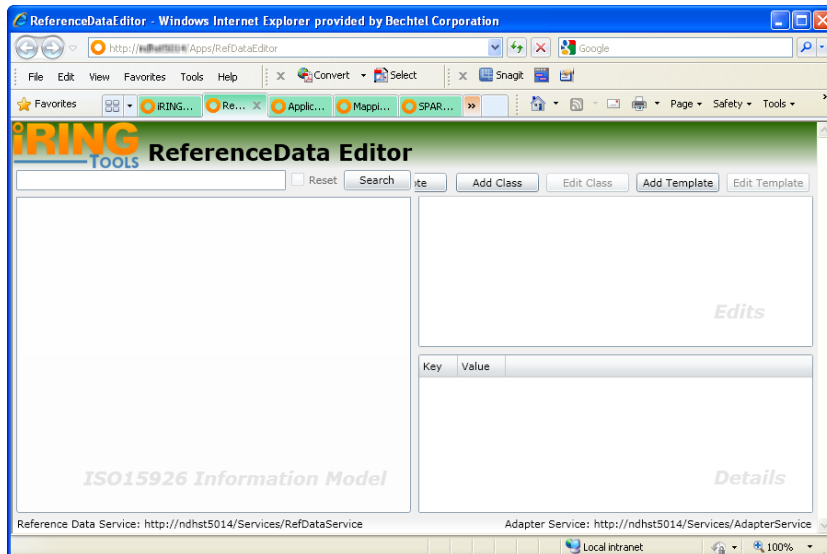 ReferenceDataEditor - Windows Internet Explorer provided by Bechtel Corporation
http:// /Apps/RefDataEditor Google
File Edit View Favorites Tools Help x Convert Select x Snagit
Favorites iRING... Re... X Applic... Mappi... SPAR... » Page Safety Tools »
iRING
TOOLS ReferenceData Editor
Reset Search te Add Class Edit Class Add Template Edit Template
Edits
Key Value
ISO15926 Information Model Details
Reference Data Service: http://ndhst5014/Services/RefDataService Adapter Service: http://ndhst5014/Services/AdapterService
Local intranet 100%